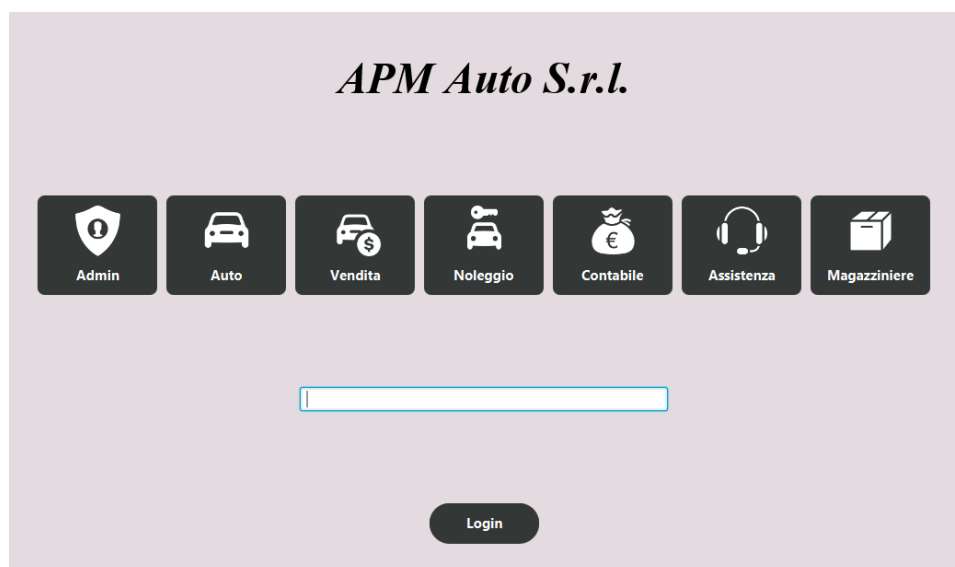 APM Auto S.r.l.
Admin Auto Vendita Noleggio Contabile Assistenza Magazziniere
Login